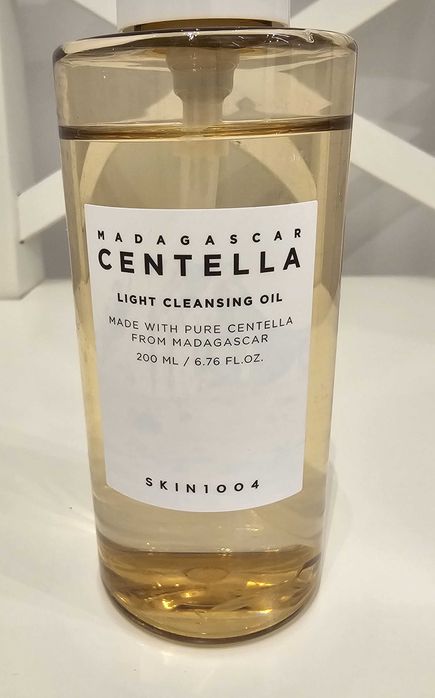 MADAGASCAR
CENTELLA
LIGHT CLEANSING OIL
MADE WITH PURE CENTELLA
FROM MADAGASCAR
200 ML / 6.76 FL.OZ.
SKIN1004